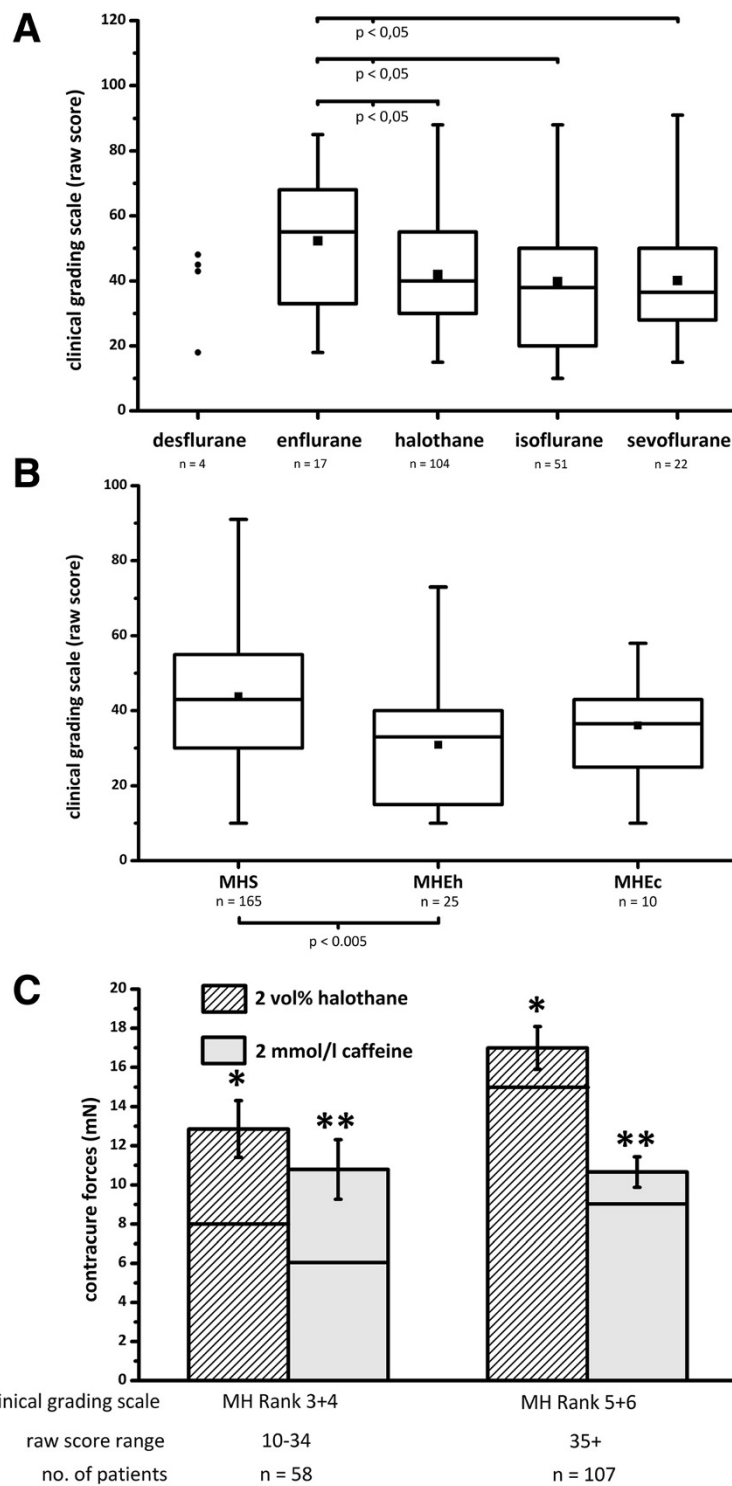 A
120
p < 0,05
100
p < 0,05
p < 0,05
80
60
40
20
0
clinical grading scale (raw score)
desflurane enflurane halothane isoflurane sevoflurane
n = 4 n = 17 n = 104 n = 51 n = 22
B
100
80
60
40
20
0
clinical grading scale (raw score)
MHS MHEh MHEc
n = 165 n = 25 n = 10
p < 0.005
C
20
18
16
14
12
10
8
6
4
2
0
contracure forces (mN)
2 vol% halothane
2 mmol/l caffeine
* ** * **
inical grading scale MH Rank 3+4 MH Rank 5+6
raw score range 10-34 35+
no. of patients n = 58 n = 107